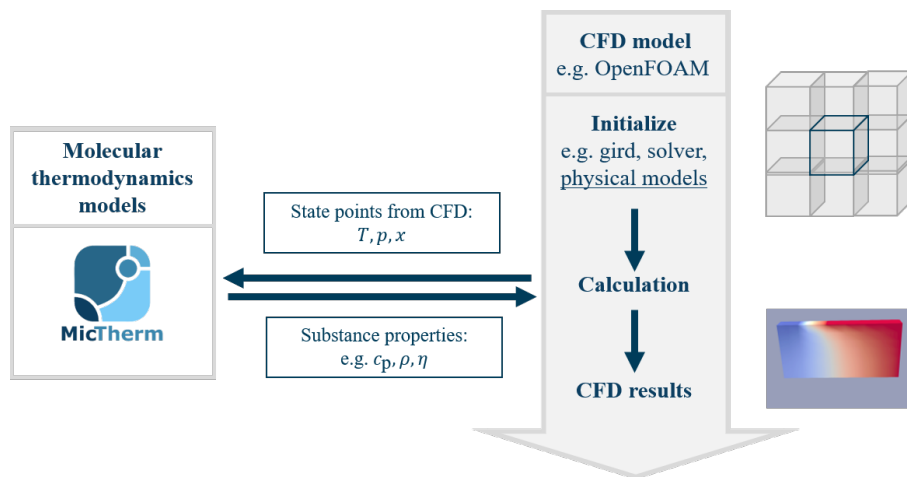 CFD model
e.g. OpenFOAM
Initialize
e.g. gird, solver,
physical models
Calculation
CFD results
Molecular
thermodynamics
models
MicTherm
State points from CFD:
T, p, x
Substance properties:
e.g. cp, ρ, η